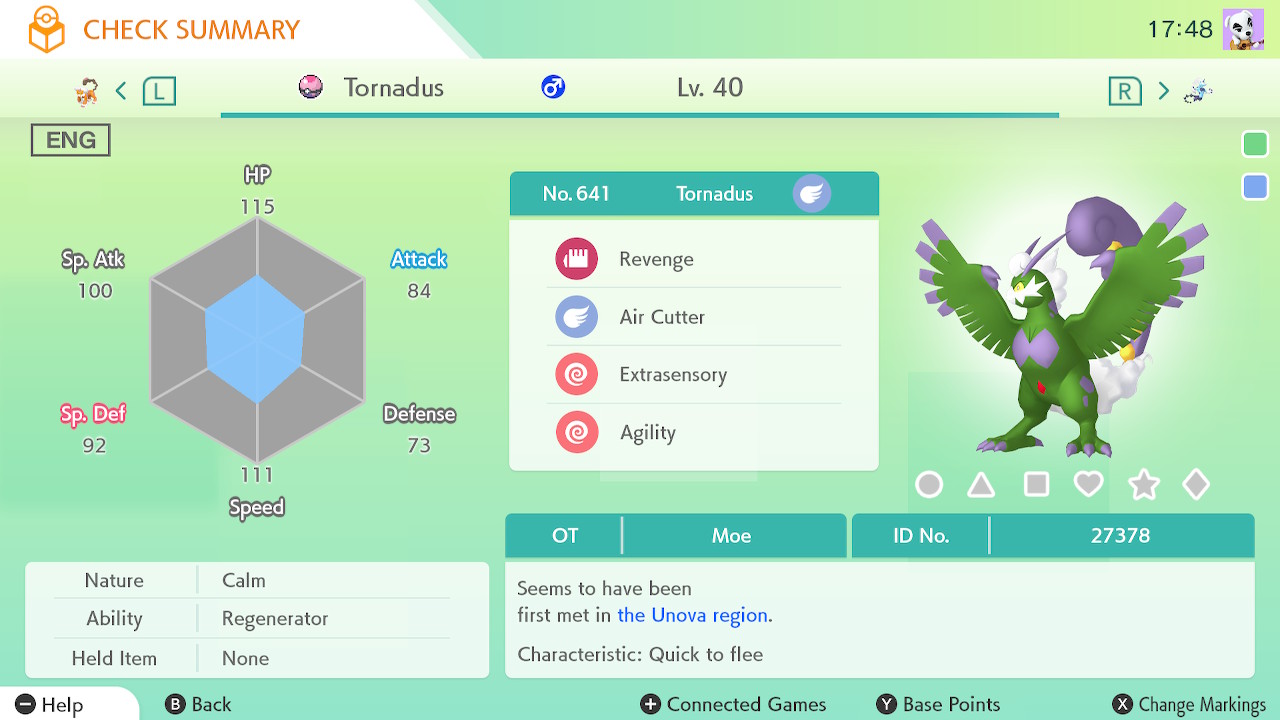 CHECK SUMMARY
17:48
L
Tornadus
Lv. 40
R
ENG
HP
115
Sp. Atk
100
Attack
84
Sp. Def
92
Defense
73
111
Speed
No. 641 Tornadus
Revenge
Air Cutter
Extrasensory
Agility
OT Moe
ID No. 27378
Nature Calm
Ability Regenerator
Held Item None
Seems to have been
first met in the Unova region.
Characteristic: Quick to flee
Help
B Back
Connected Games
Y Base Points
X Change Markings